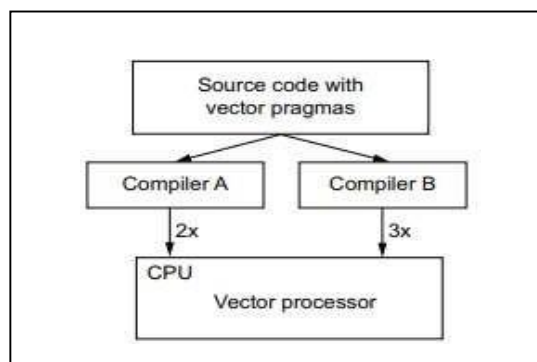 Source code with
vector pragmas
Compiler A
Compiler B
2x
3x
CPU
Vector processor